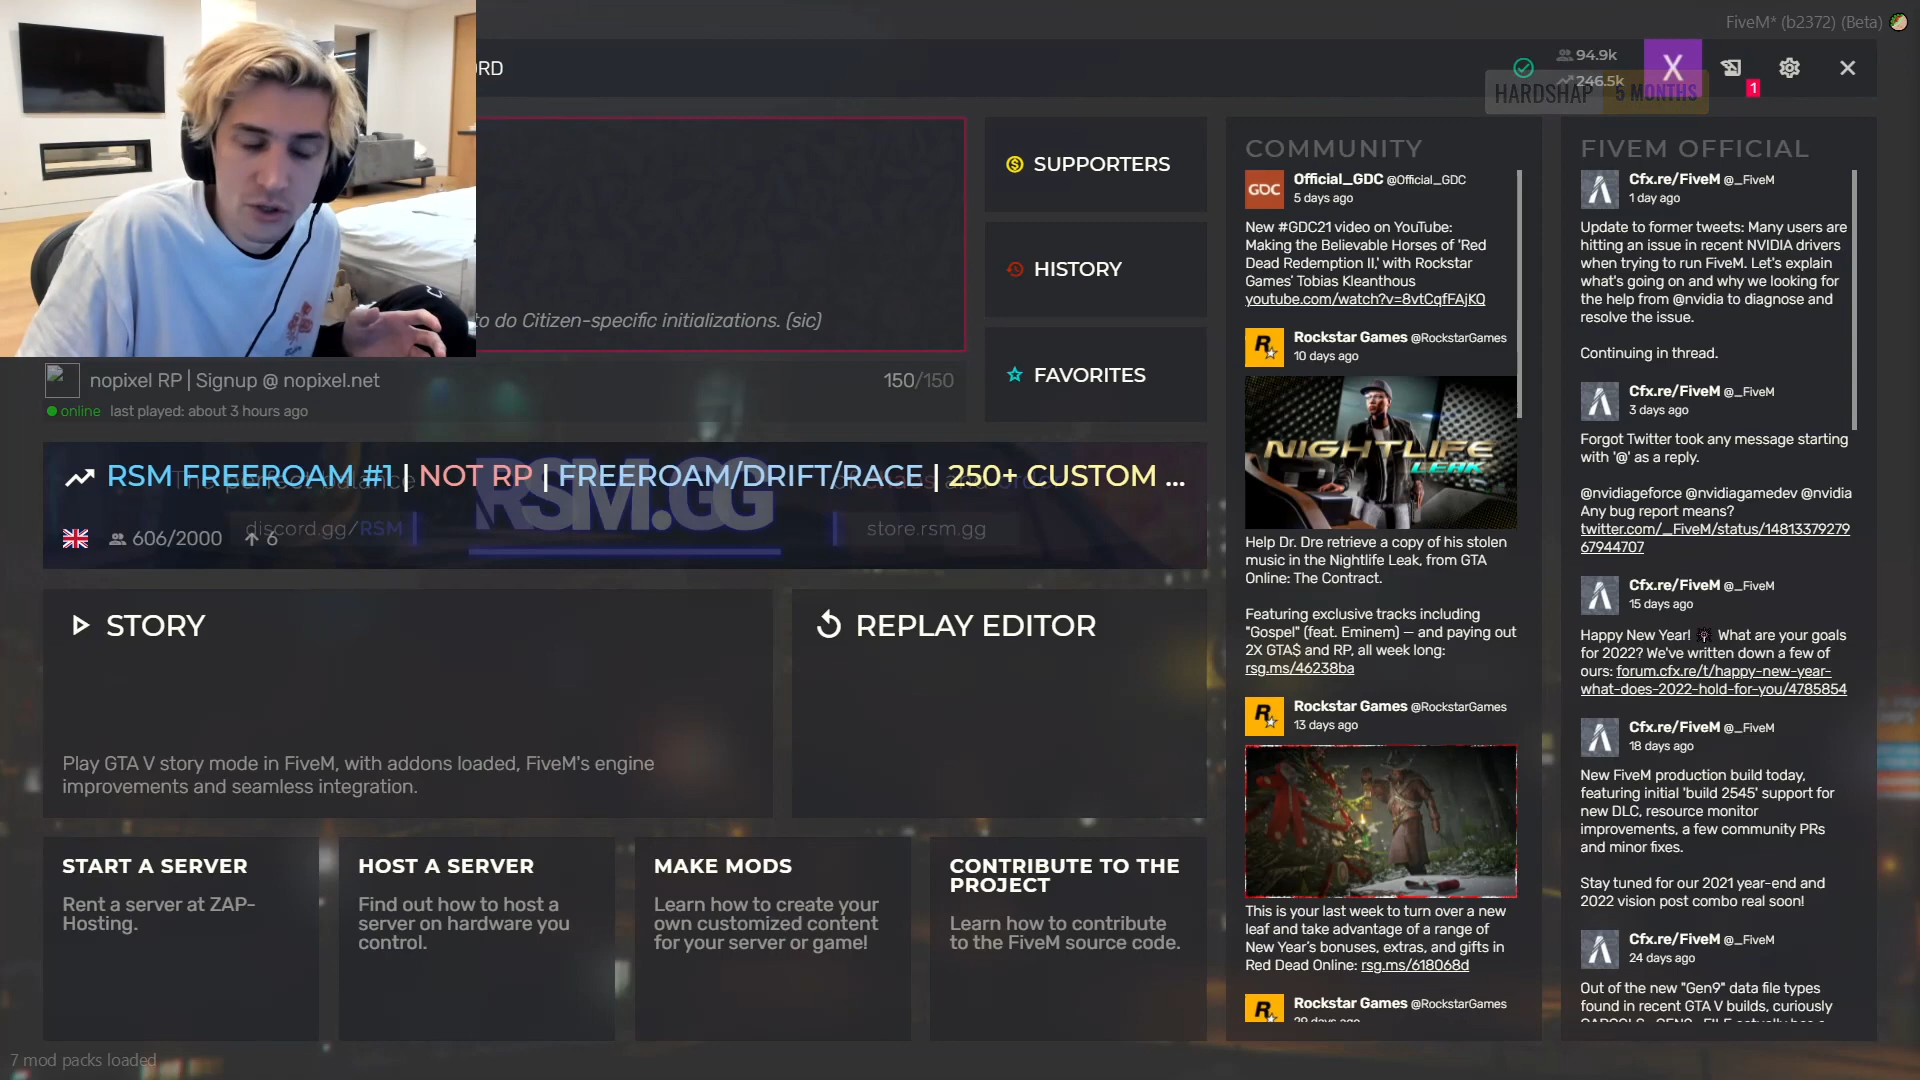 FiveM* (b2372) (Beta)
ORD
94.9k
246.5k
X
1
HARDSHAP 5 MONTHS
to do Citizen-specific initializations. (sic)
nopixel RP | Signup @ nopixel.net
150/150
online last played: about 3 hours ago
SUPPORTERS
HISTORY
FAVORITES
RSM FREEROAM #1 | NOT RP | FREEROAM/DRIFT/RACE | 250+ CUSTOM ...
RSM.GG
discord.gg/RSM
store.rsm.gg
606/2000
6
STORY
Play GTA V story mode in FiveM, with addons loaded, FiveM's engine
improvements and seamless integration.
REPLAY EDITOR
START A SERVER
Rent a server at ZAP-
Hosting.
HOST A SERVER
Find out how to host a
server on hardware you
control.
MAKE MODS
Learn how to create your
own customized content
for your server or game!
CONTRIBUTE TO THE
PROJECT
Learn how to contribute
to the FiveM source code.
7 mod packs loaded
COMMUNITY
GDC
Official_GDC @Official_GDC
5 days ago
New #GDC21 video on YouTube:
Making the Believable Horses of 'Red
Dead Redemption II,' with Rockstar
Games' Tobias Kleanthous
youtube.com/watch?v=8vtCqfFAjKQ
Rockstar Games @RockstarGames
10 days ago
NIGHTLIFE
LEAK
Help Dr. Dre retrieve a copy of his stolen
music in the Nightlife Leak, from GTA
Online: The Contract.
Featuring exclusive tracks including
"Gospel" (feat. Eminem) — and paying out
2X GTA$ and RP, all week long:
rsg.ms/46238ba
Rockstar Games @RockstarGames
13 days ago
This is your last week to turn over a new
leaf and take advantage of a range of
New Year's bonuses, extras, and gifts in
Red Dead Online: rsg.ms/618068d
Rockstar Games @RockstarGames
29 days ago
FIVEM OFFICIAL
Cfx.re/FiveM @_FiveM
1 day ago
Update to former tweets: Many users are
hitting an issue in recent NVIDIA drivers
when trying to run FiveM. Let's explain
what's going on and why we looking for
the help from @nvidia to diagnose and
resolve the issue.
Continuing in thread.
Cfx.re/FiveM @_FiveM
3 days ago
Forgot Twitter took any message starting
with '@' as a reply.
@nvidiageforce @nvidiagamedev @nvidia
Any bug report means?
twitter.com/_FiveM/status/14813379279
67944707
Cfx.re/FiveM @_FiveM
15 days ago
Happy New Year! What are your goals
for 2022? We've written down a few of
ours: forum.cfx.re/t/happy-new-year-
what-does-2022-hold-for-you/4785854
Cfx.re/FiveM @_FiveM
18 days ago
New FiveM production build today,
featuring initial 'build 2545' support for
new DLC, resource monitor
improvements, a few community PRs
and minor fixes.
Stay tuned for our 2021 year-end and
2022 vision post combo real soon!
Cfx.re/FiveM @_FiveM
24 days ago
Out of the new "Gen9" data file types
found in recent GTA V builds, curiously